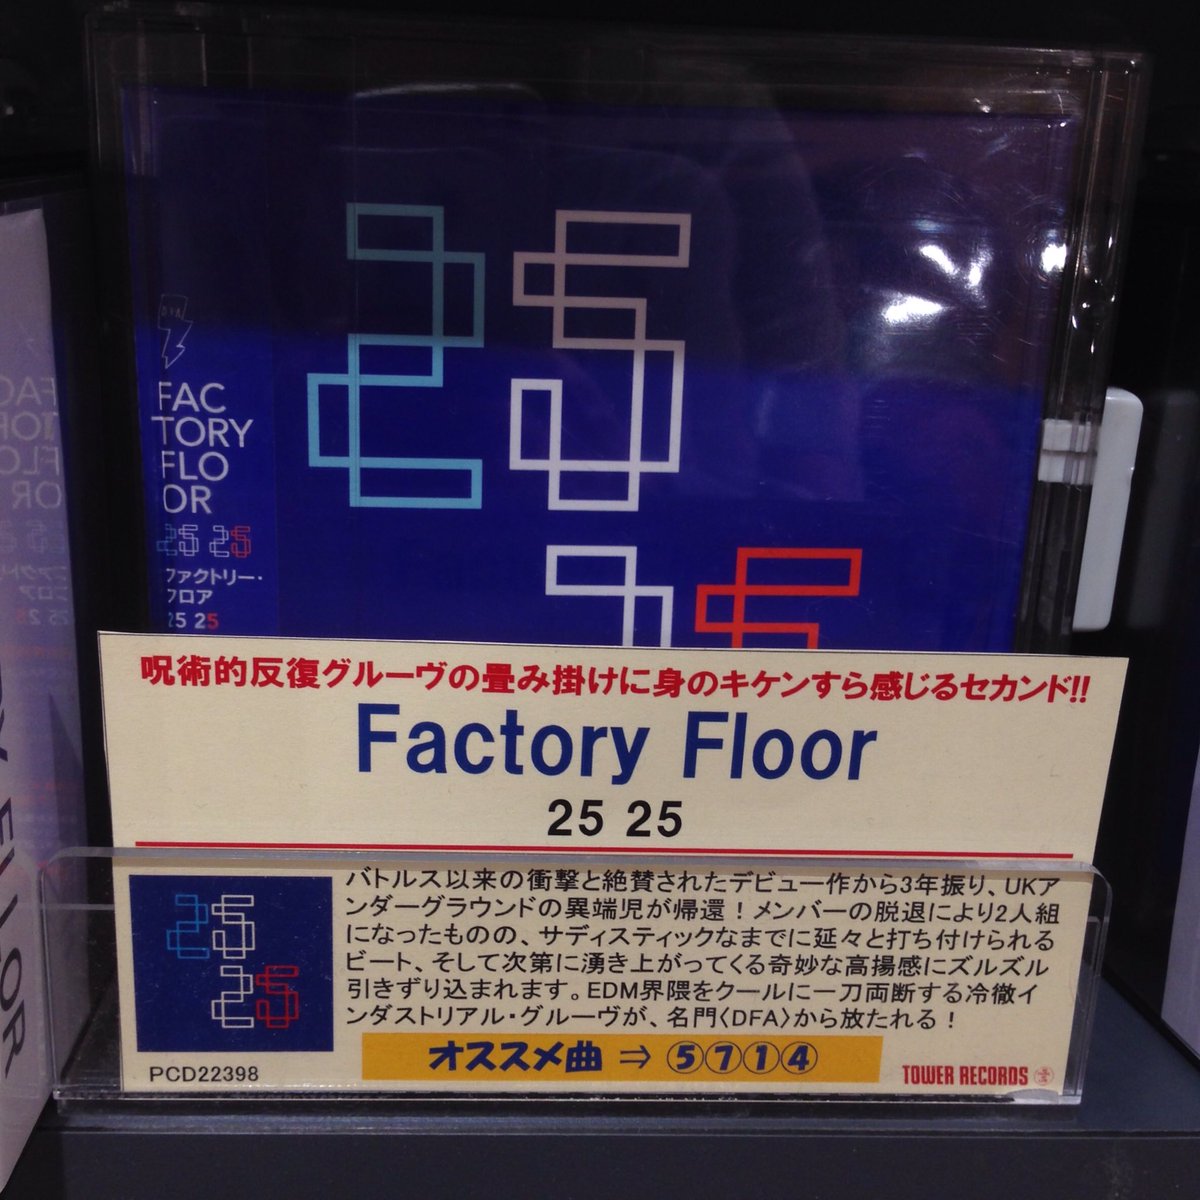 25
25
DFA
FAC
TORY
FLO
OR
25 25
ファクトリー・
フロア
25 25
呪術的反復グルーヴの畳み掛けに身のキケンすら感じるセカンド!!
Factory Floor
25 25
バトルス以来の衝撃と絶賛されたデビュー作から3年振り、UKア
ンダーグラウンドの異端児が帰還！メンバーの脱退により2人組
になったものの、サディスティックなまでに延々と打ち付けられる
ビート、そして次第に湧き上がってくる奇妙な高揚感にズルズル
引きずり込まれます。EDM界隈をクールに一刀両断する冷徹イ
ンダストリアル・グルーヴが、名門〈DFA〉から放たれる！
25
25
PCD22398
オススメ曲 ⇒ ⑤⑦①④
TOWER RECORDS
FLOOR